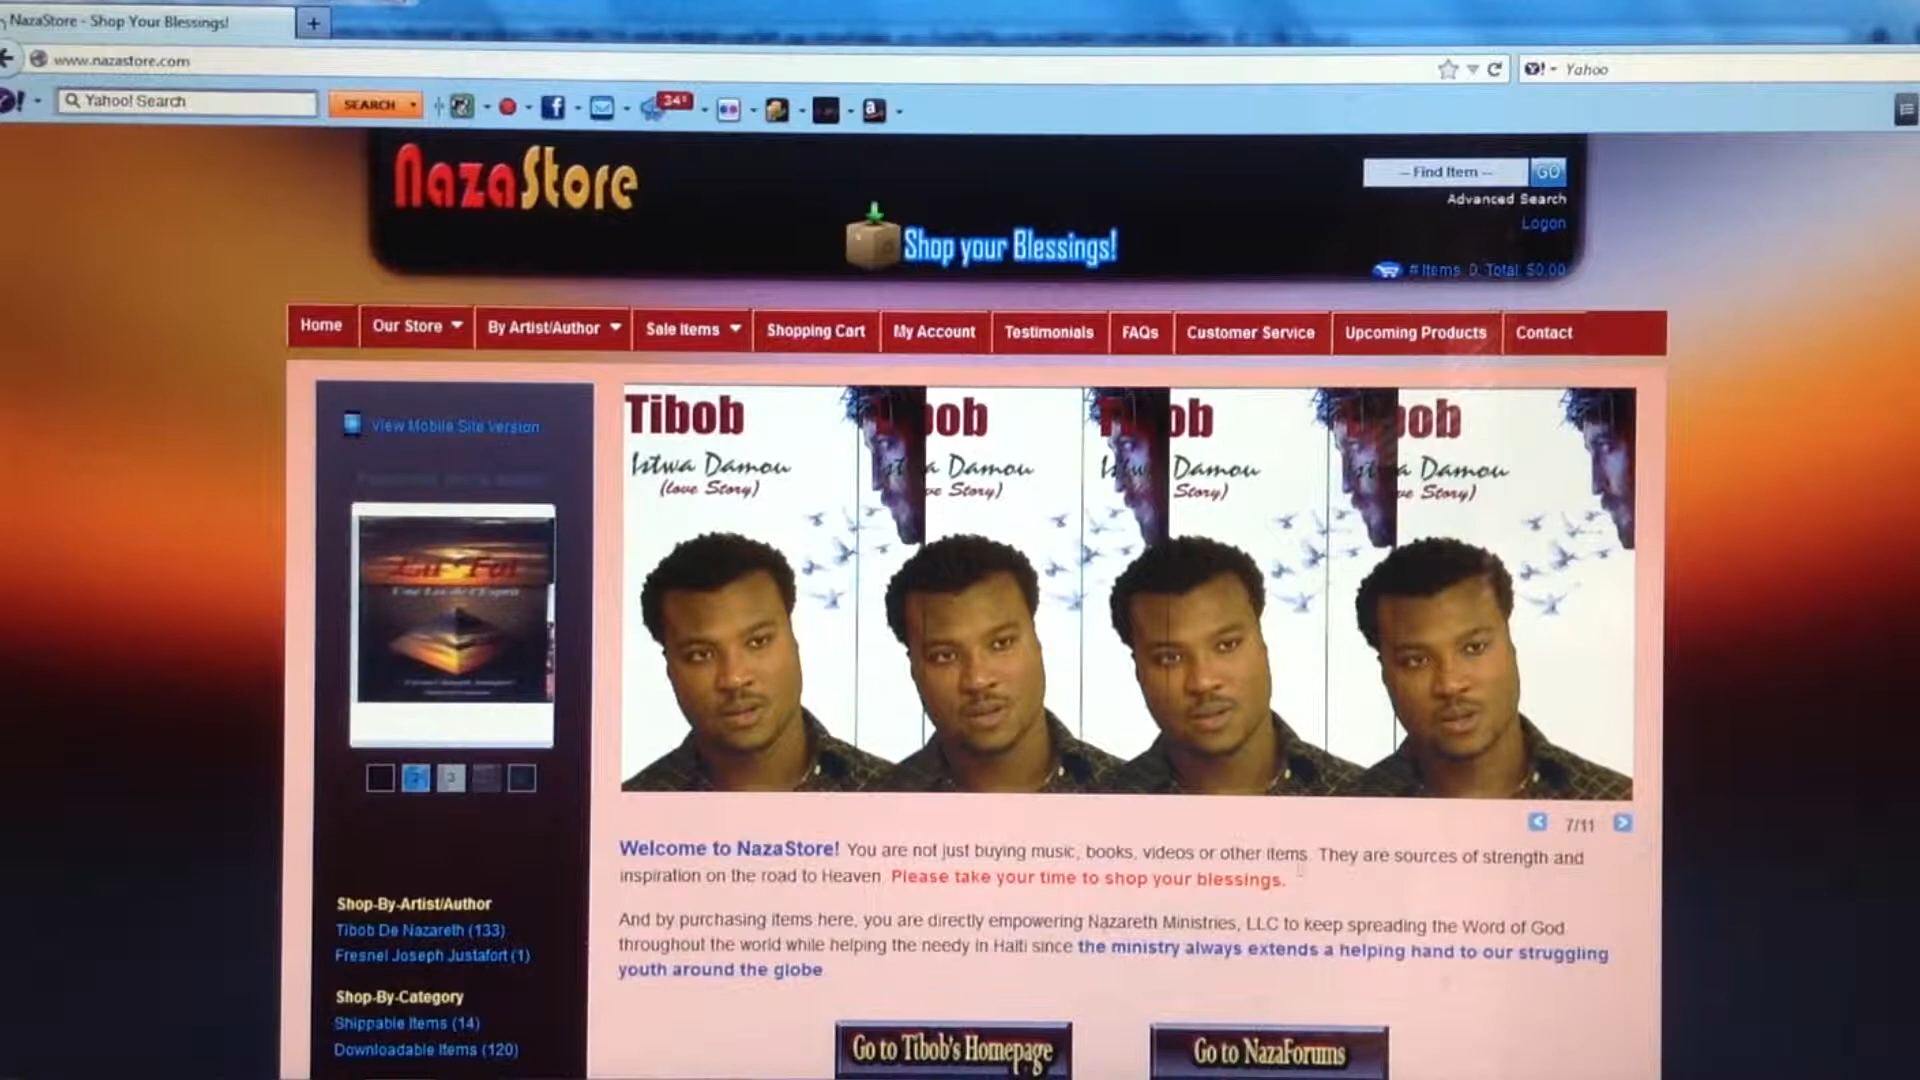 NazaStore - Shop Your Blessings!
www.nazastore.com
Yahoo
Yahoo! Search
SEARCH
34°
NazaStore
Shop your Blessings!
-- Find Item --
GO
Advanced Search
Logon
# Items 0 Total: $0.00
Home
Our Store
By Artist/Author
Sale Items
Shopping Cart
My Account
Testimonials
FAQs
Customer Service
Upcoming Products
Contact
View Mobile Site Version
2
3
Shop-By-Artist/Author
Tibob De Nazareth (133)
Fresnel Joseph Justafort (1)
Shop-By-Category
Shippable Items (14)
Downloadable Items (120)
Tibob
Istwa Damou
(love Story)
7/11
Welcome to NazaStore! You are not just buying music, books, videos or other items. They are sources of strength and
inspiration on the road to Heaven. Please take your time to shop your blessings.
And by purchasing items here, you are directly empowering Nazareth Ministries, LLC to keep spreading the Word of God
throughout the world while helping the needy in Haiti since the ministry always extends a helping hand to our struggling
youth around the globe
Go to Tibob's Homepage
Go to NazaForums